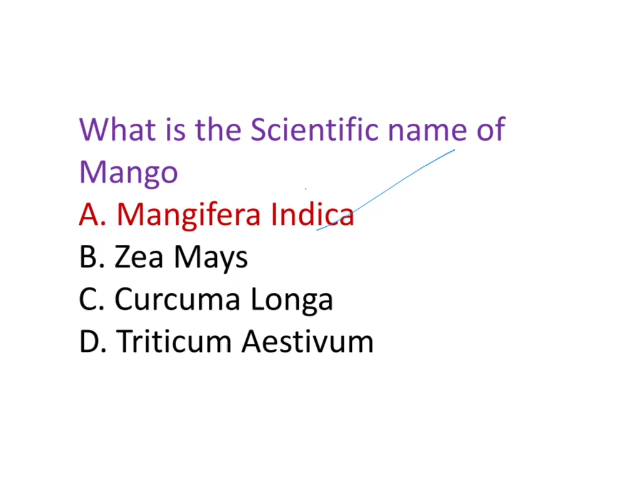 What is the Scientific name of
Mango
A. Mangifera Indica
B. Zea Mays
C. Curcuma Longa
D. Triticum Aestivum